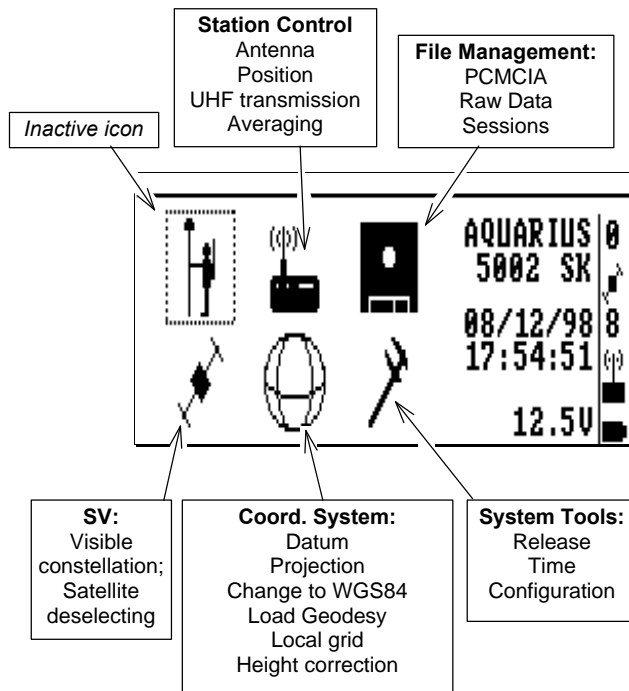 Station Control
Antenna
Position
UHF transmission
Averaging
File Management:
PCMCIA
Raw Data
Sessions
Inactive icon
AQUARIUS
5002 SK
08/12/98
17:54:51
12.5V
0
8
SV:
Visible
constellation;
Satellite
deselecting
Coord. System:
Datum
Projection
Change to WGS84
Load Geodesy
Local grid
Height correction
System Tools:
Release
Time
Configuration